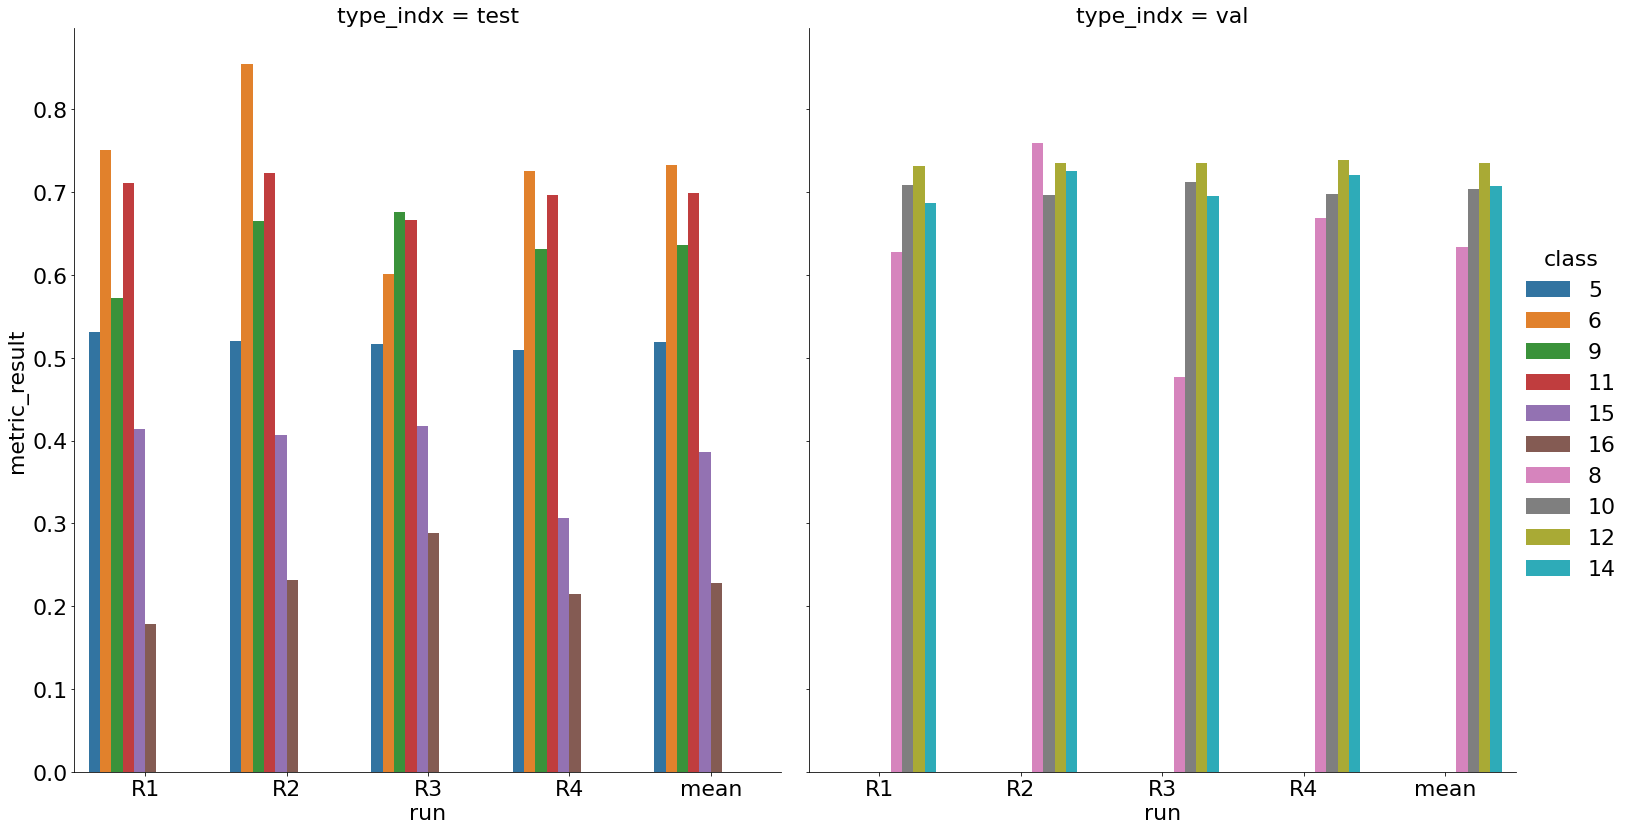 type_indx = test
type_indx = val
metric_result
0.8
0.7
0.6
0.5
0.4
0.3
0.2
0.1
0.0
R1 R2 R3 R4 mean
run
R1 R2 R3 R4 mean
run
class
5
6
9
11
15
16
8
10
12
14